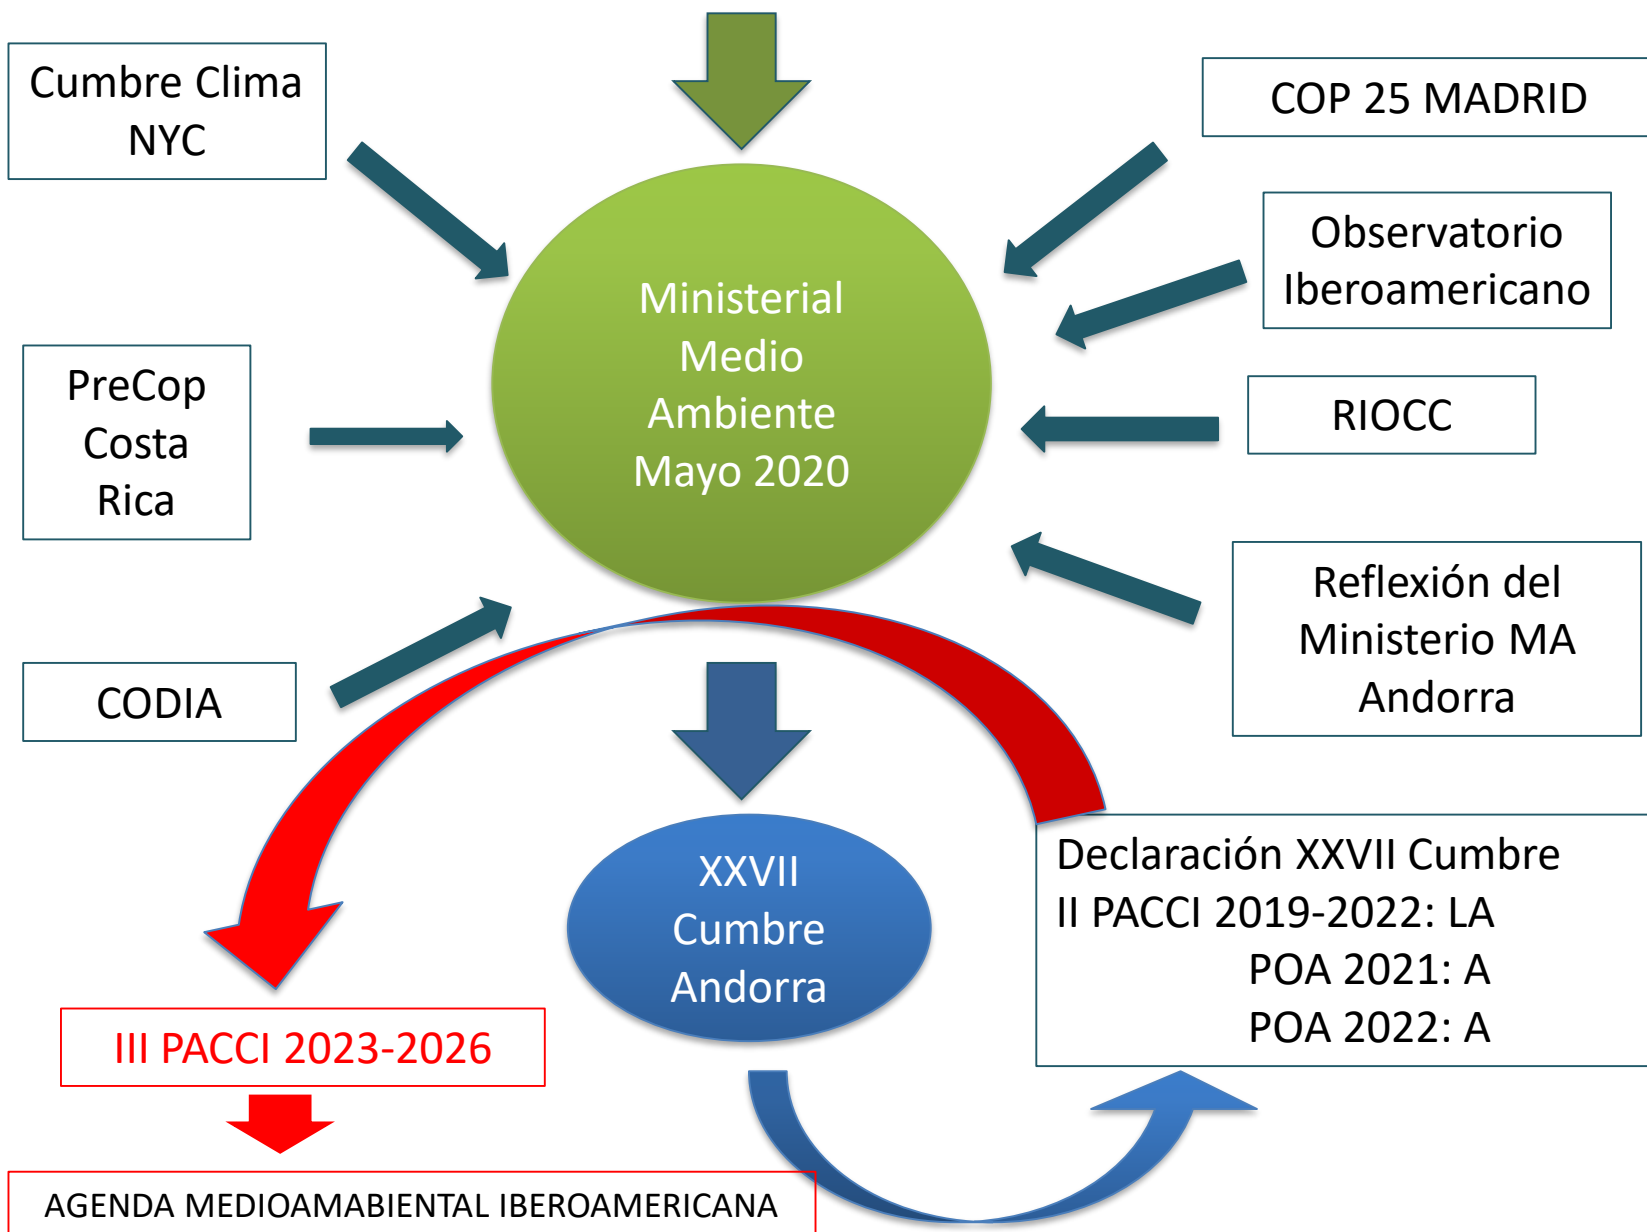 Cumbre Clima
NYC
COP 25 MADRID
Observatorio
Iberoamericano
Ministerial
Medio
Ambiente
Mayo 2020
PreCop
Costa
Rica
RIOCC
Reflexión del
Ministerio MA
Andorra
CODIA
XXVII
Cumbre
Andorra
Declaración XXVII Cumbre
II PACCI 2019-2022: LA
POA 2021: A
POA 2022: A
III PACCI 2023-2026
AGENDA MEDIOAMABIENTAL IBEROAMERICANA